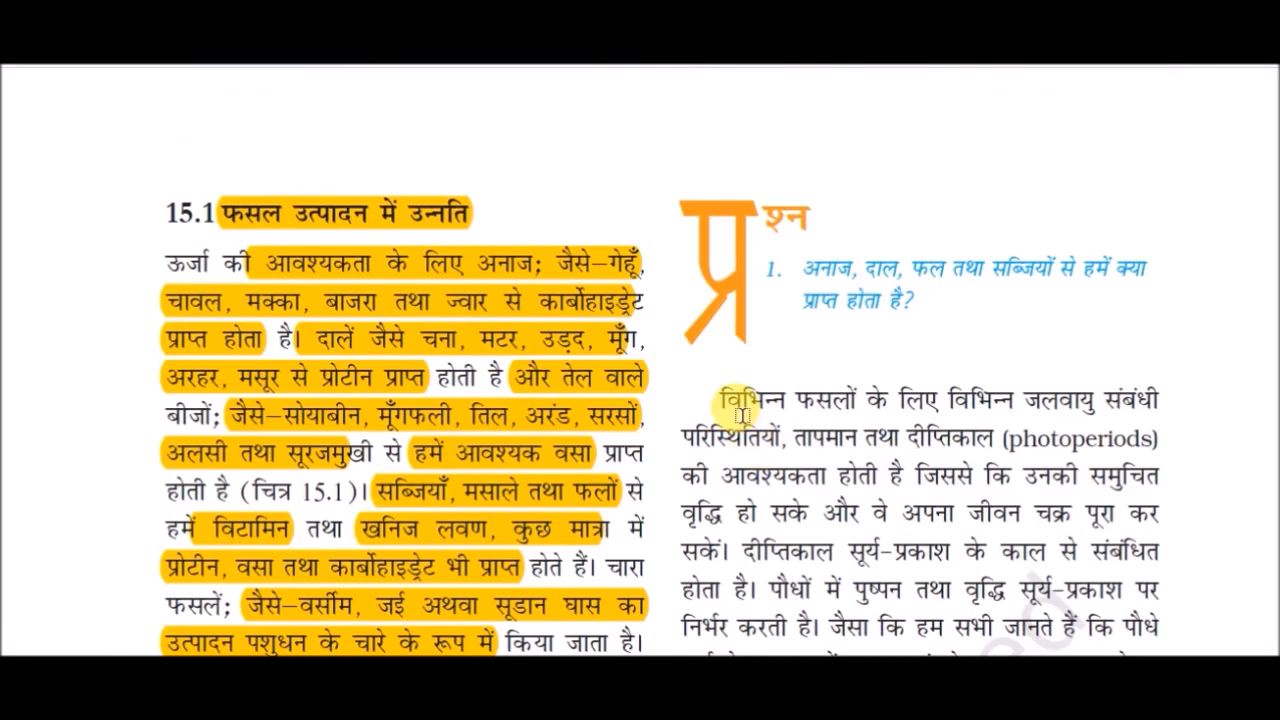 15.1 फसल उत्पादन में उन्नति
ऊर्जा की आवश्यकता के लिए अनाज; जैसे–गेहूँ,
चावल, मक्का, बाजरा तथा ज्वार से कार्बोहाइड्रेट
प्राप्त होता है। दालें जैसे चना, मटर, उड़द, मूँग,
अरहर, मसूर से प्रोटीन प्राप्त होती है और तेल वाले
बीजों; जैसे–सोयाबीन, मूँगफली, तिल, अरंड, सरसों,
अलसी तथा सूरजमुखी से हमें आवश्यक वसा प्राप्त
होती है (चित्र 15.1)। सब्जियाँ, मसाले तथा फलों से
हमें विटामिन तथा खनिज लवण, कुछ मात्रा में
प्रोटीन, वसा तथा कार्बोहाइड्रेट भी प्राप्त होते हैं। चारा
फसलें; जैसे–वर्सीम, जई अथवा सूडान घास का
उत्पादन पशुधन के चारे के रूप में किया जाता है।
प्रश्न
1. अनाज, दाल, फल तथा सब्जियों से हमें क्या
प्राप्त होता है?
विभिन्न फसलों के लिए विभिन्न जलवायु संबंधी
परिस्थितियों, तापमान तथा दीप्तिकाल (photoperiods)
की आवश्यकता होती है जिससे कि उनकी समुचित
वृद्धि हो सके और वे अपना जीवन चक्र पूरा कर
सकें। दीप्तिकाल सूर्य-प्रकाश के काल से संबंधित
होता है। पौधों में पुष्पन तथा वृद्धि सूर्य-प्रकाश पर
निर्भर करती है। जैसा कि हम सभी जानते हैं कि पौधे